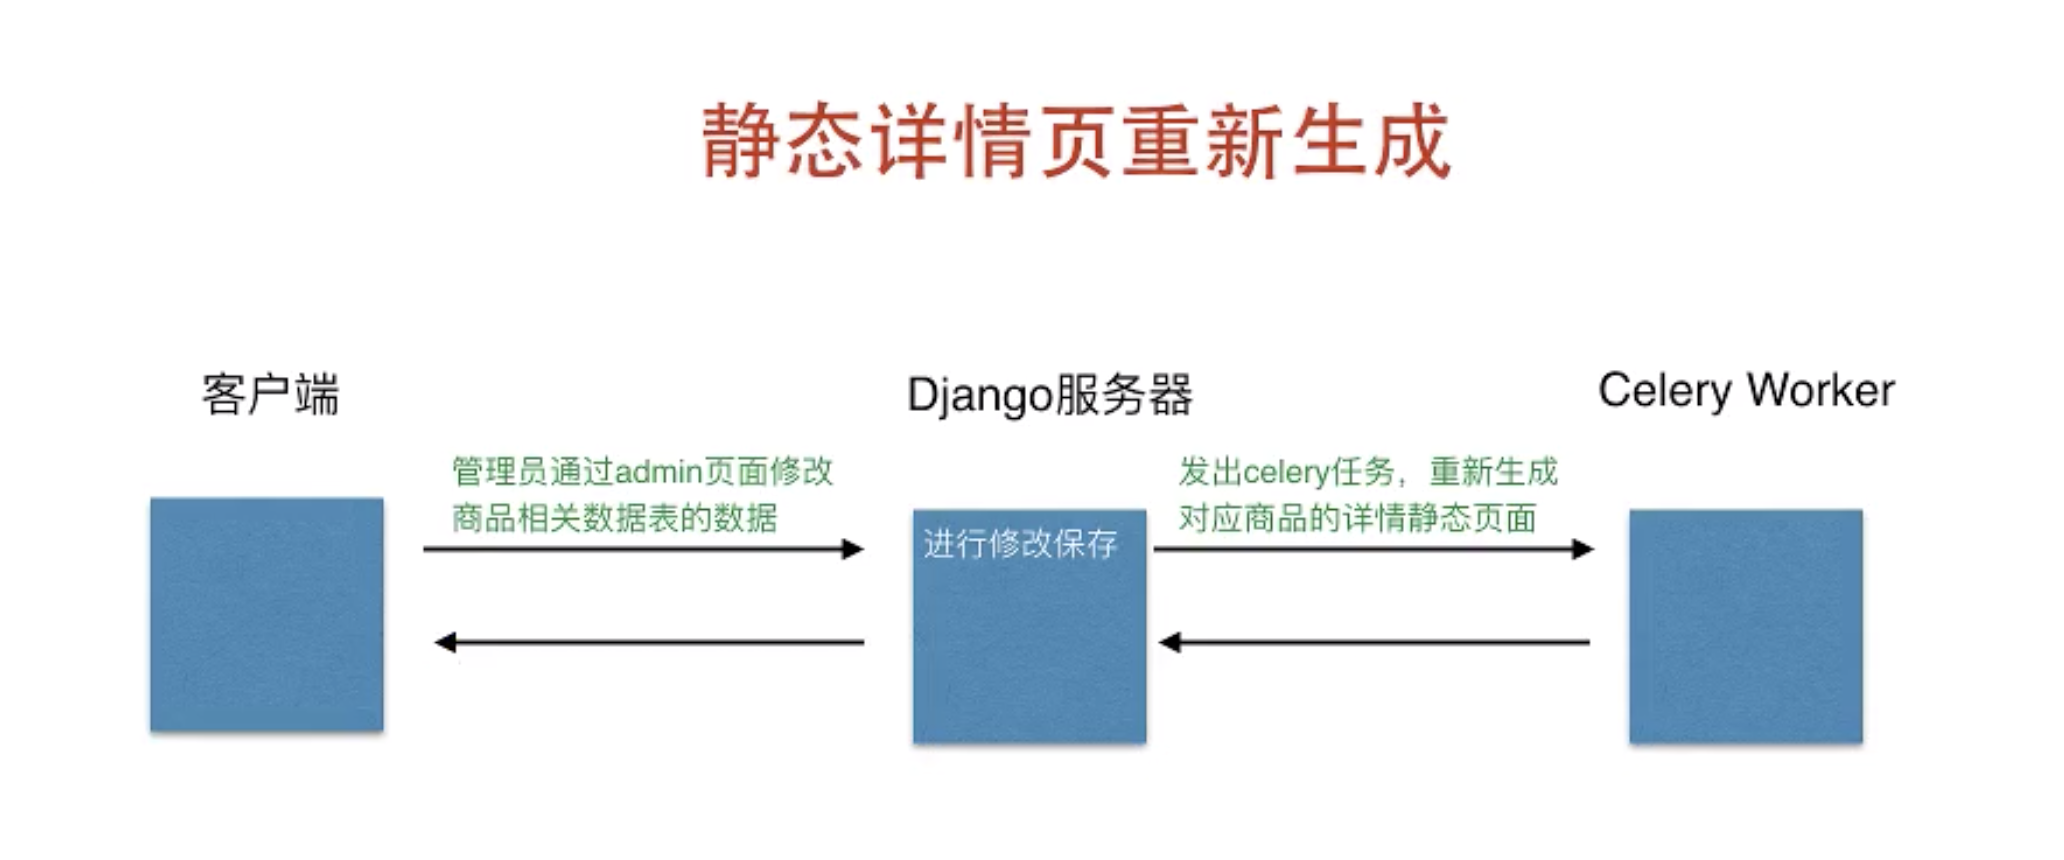 静态详情页重新生成
客户端
Django服务器
Celery Worker
管理员通过admin页面修改
商品相关数据表的数据
进行修改保存
发出celery任务，重新生成
对应商品的详情静态页面